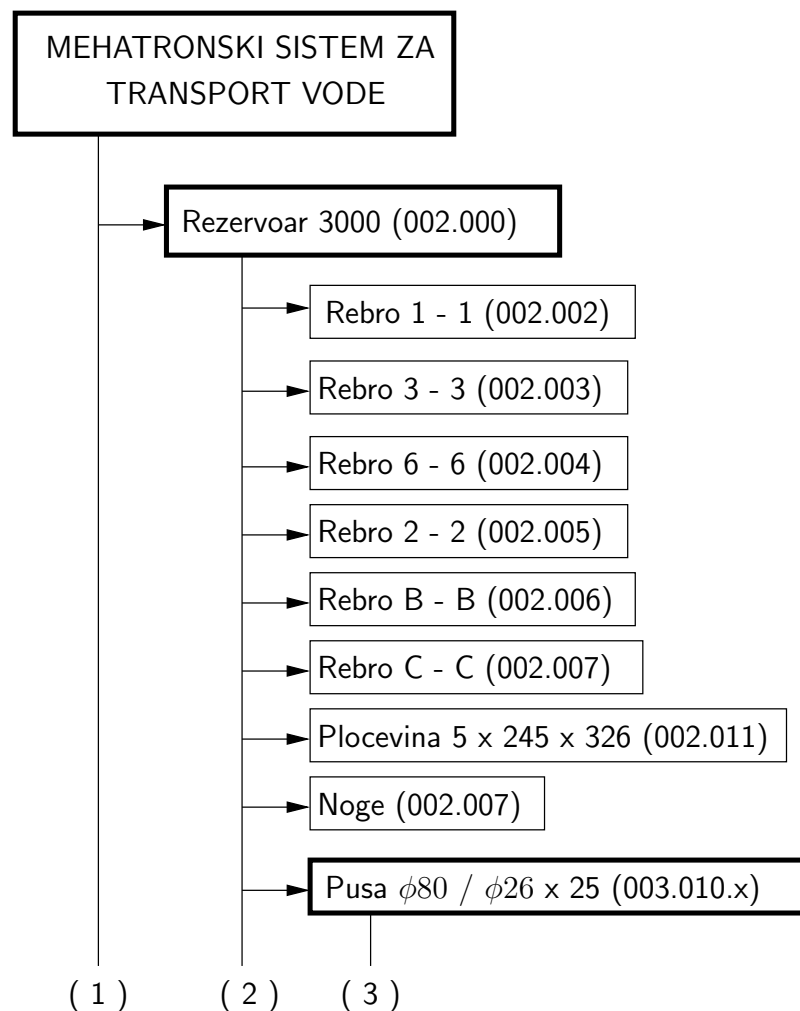 MEHATRONSKI SISTEM ZA
TRANSPORT VODE
Rezervoar 3000 (002.000)
Rebro 1 - 1 (002.002)
Rebro 3 - 3 (002.003)
Rebro 6 - 6 (002.004)
Rebro 2 - 2 (002.005)
Rebro B - B (002.006)
Rebro C - C (002.007)
Plocevina 5 x 245 x 326 (002.011)
Noge (002.007)
Pusa ϕ80 / ϕ26 x 25 (003.010.x)
( 1 ) ( 2 ) ( 3 )